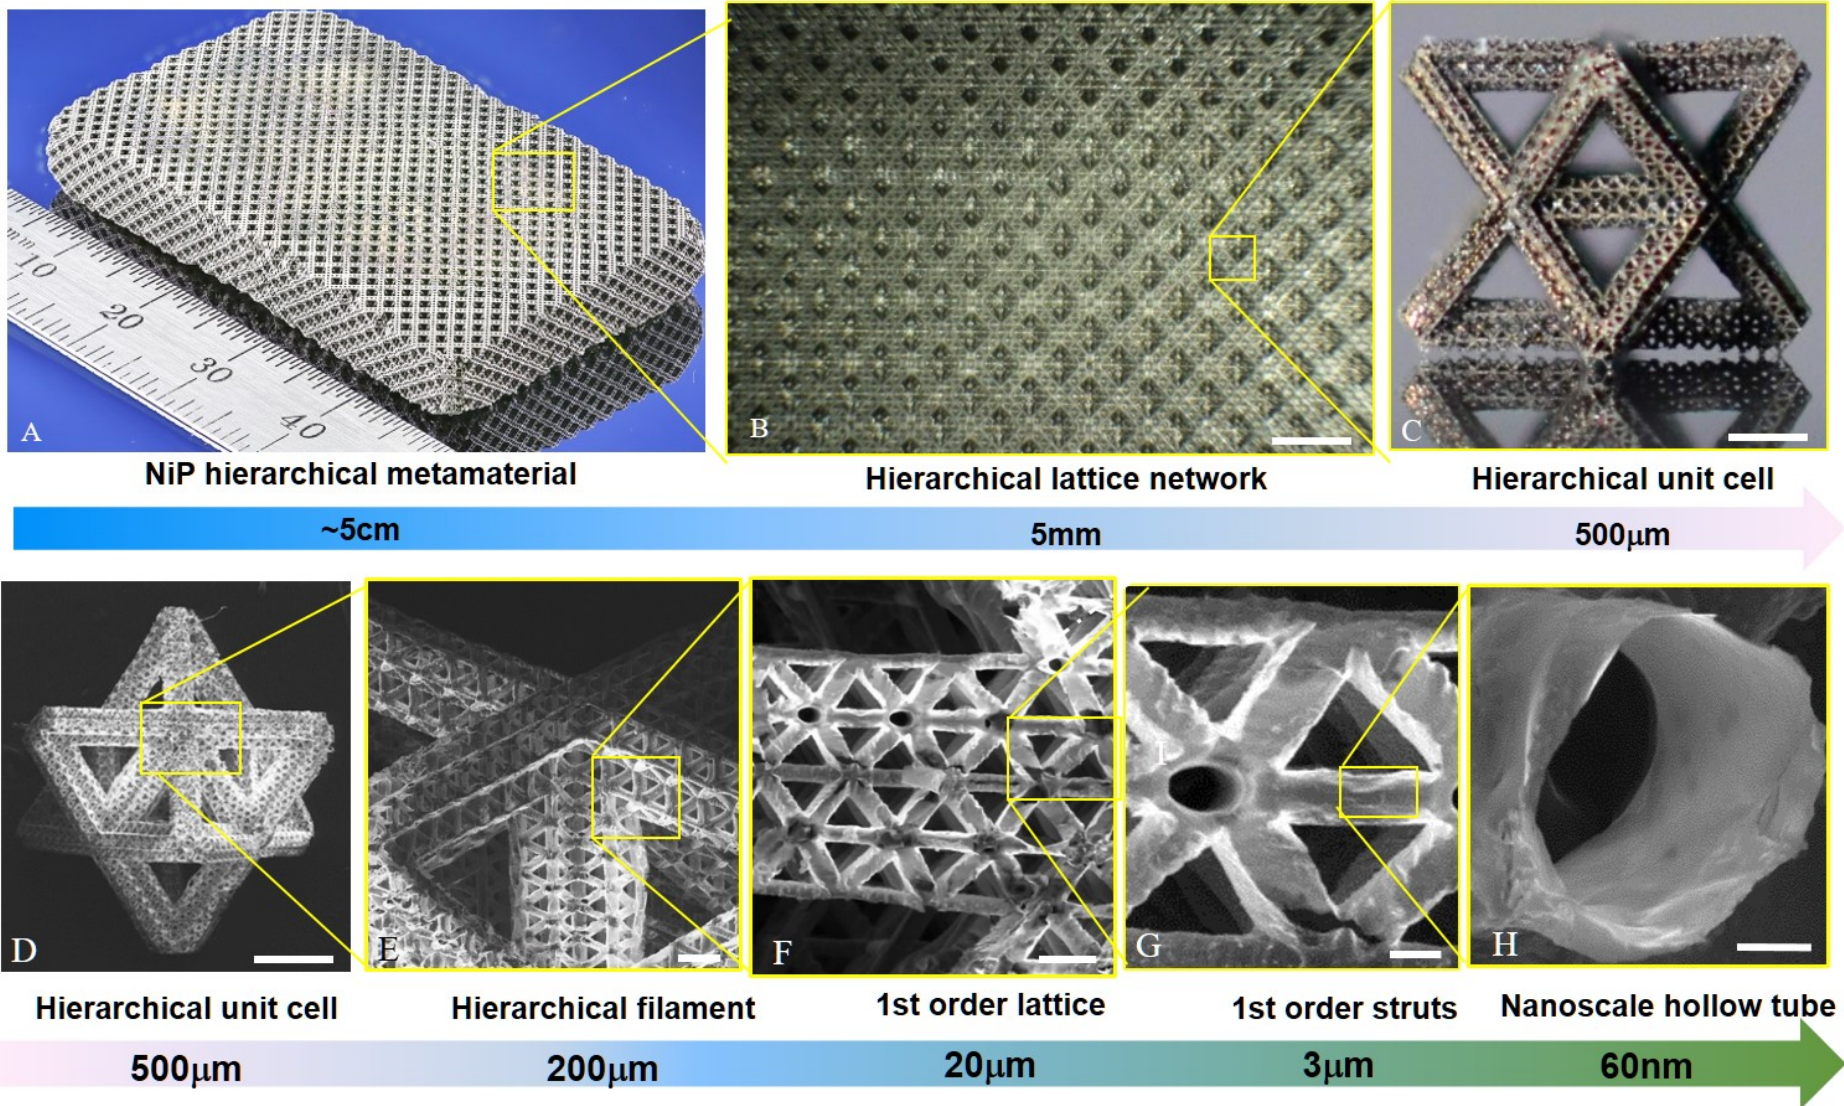 mm 10
20
30
40
A
B
C
NiP hierarchical metamaterial
Hierarchical lattice network
Hierarchical unit cell
~5cm
5mm
500μm
D
E
F
G
H
Hierarchical unit cell
Hierarchical filament
1st order lattice
1st order struts
Nanoscale hollow tube
500μm
200μm
20μm
3μm
60nm